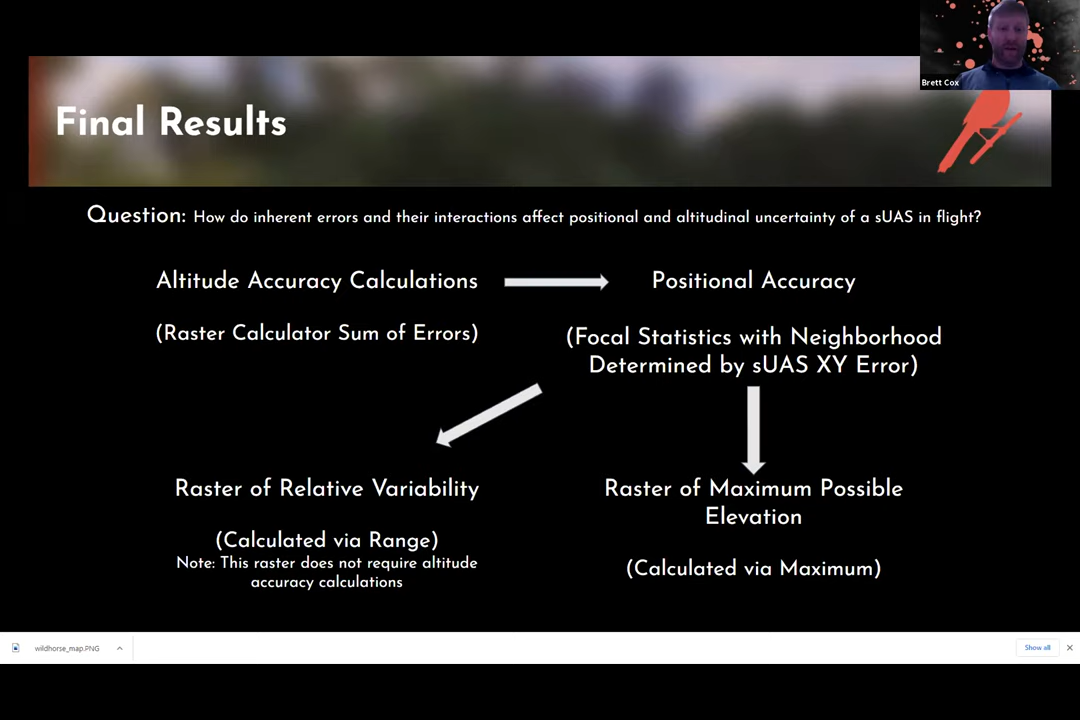 Brett Cox
Final Results
Question: How do inherent errors and their interactions affect positional and altitudinal uncertainty of a sUAS in flight?
Altitude Accuracy Calculations
(Raster Calculator Sum of Errors)
Positional Accuracy
(Focal Statistics with Neighborhood
Determined by sUAS XY Error)
Raster of Relative Variability
(Calculated via Range)
Note: This raster does not require altitude
accuracy calculations
Raster of Maximum Possible
Elevation
(Calculated via Maximum)
wildhorse_map.PNG
Show all